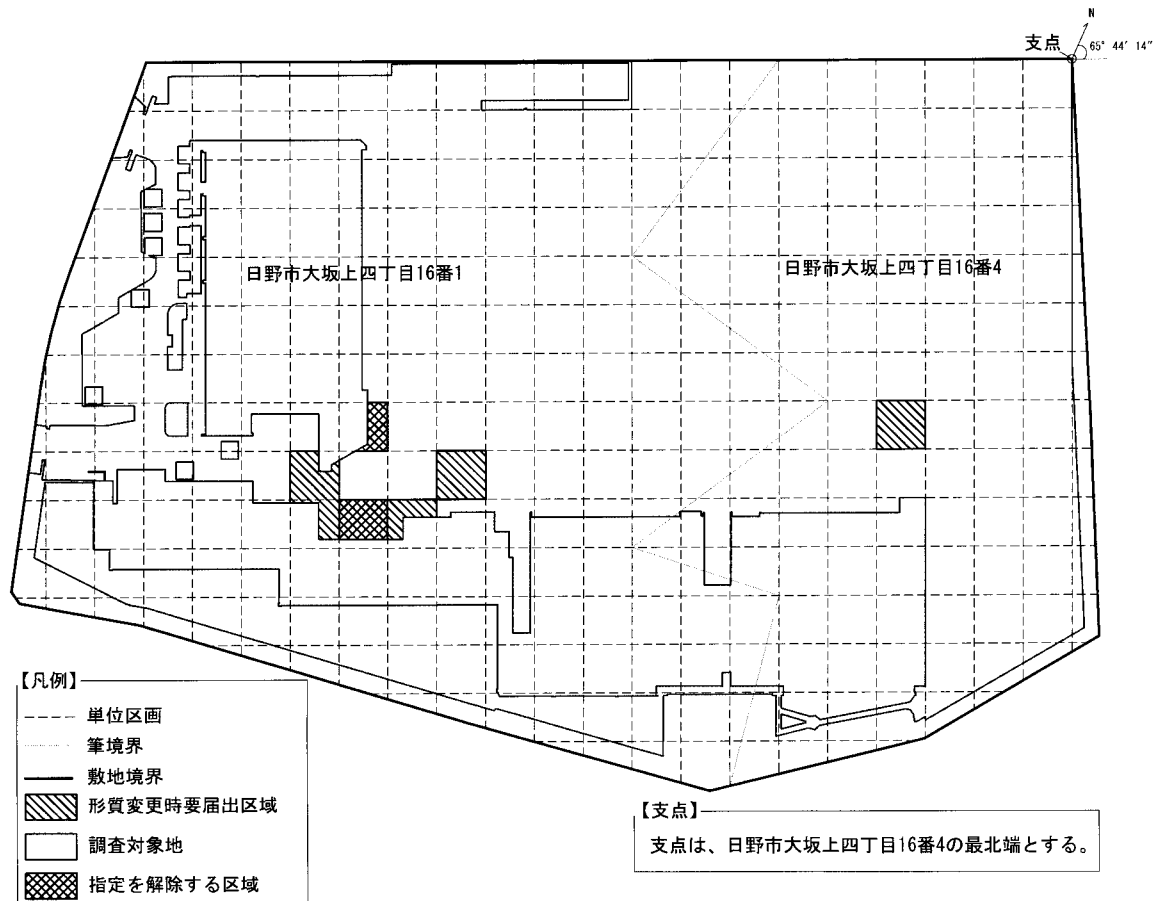 N
支点
65° 44′ 14″
日野市大坂上四丁目16番1
日野市大坂上四丁目16番4
【凡例】
単位区画
筆境界
敷地境界
形質変更時要届出区域
調査対象地
指定を解除する区域
【支点】
支点は、日野市大坂上四丁目16番4の最北端とする。